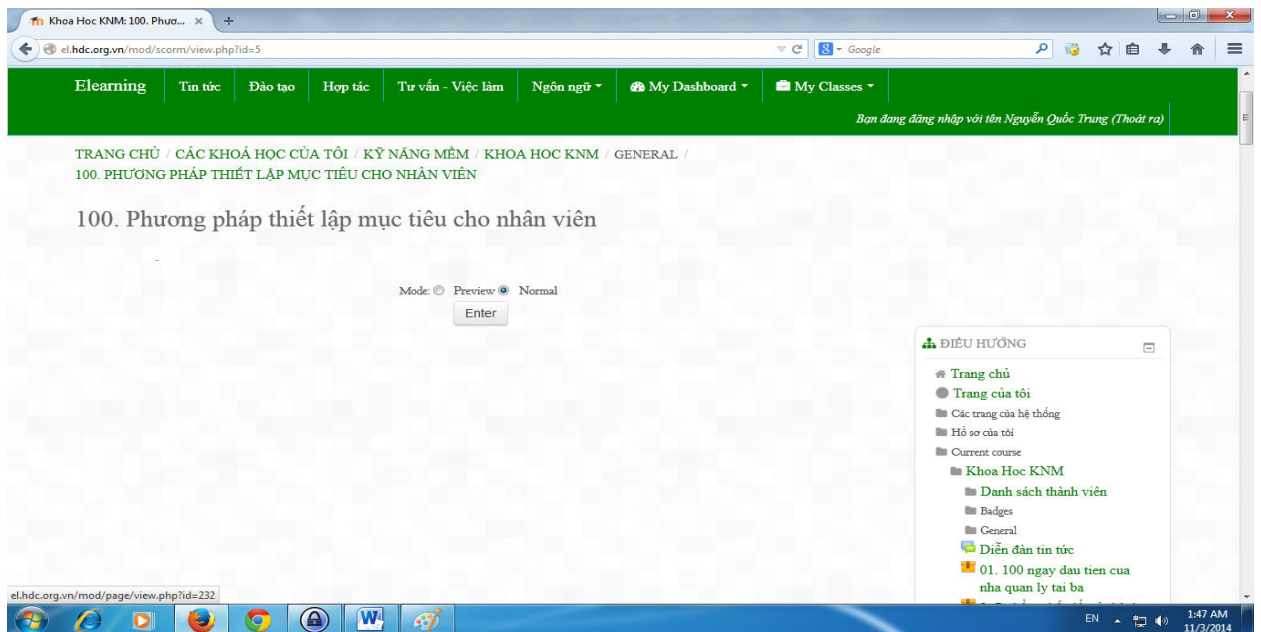 Khoa Hoc KNM: 100. Phươ... × +
el.hdc.org.vn/mod/scorm/view.php?id=5
Google
Elearning Tin tức Đào tạo Hợp tác Tư vấn - Việc làm Ngôn ngữ My Dashboard My Classes
Bạn đang đăng nhập với tên Nguyễn Quốc Trung (Thoát ra)
TRANG CHỦ / CÁC KHOÁ HỌC CỦA TÔI / KỸ NĂNG MỀM / KHOA HOC KNM / GENERAL /
100. PHƯƠNG PHÁP THIẾT LẬP MỤC TIÊU CHO NHÂN VIÊN
100. Phương pháp thiết lập mục tiêu cho nhân viên
Mode: Preview Normal
Enter
ĐIỀU HƯỚNG
Trang chủ
Trang của tôi
Các trang của hệ thống
Hồ sơ của tôi
Current course
Khoa Hoc KNM
Danh sách thành viên
Badges
General
Diễn đàn tin tức
01. 100 ngay dau tien cua
nha quan ly tai ba
el.hdc.org.vn/mod/page/view.php?id=232
EN 1:47 AM
11/3/2014